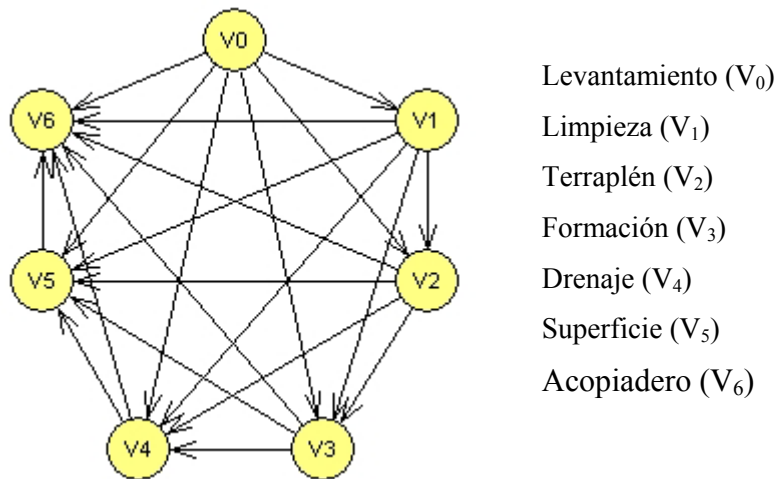 V0
V6
V1
V5
V2
V4
V3
Levantamiento (V₀)
Limpieza (V₁)
Terraplén (V₂)
Formación (V₃)
Drenaje (V₄)
Superficie (V₅)
Acopiadero (V₆)